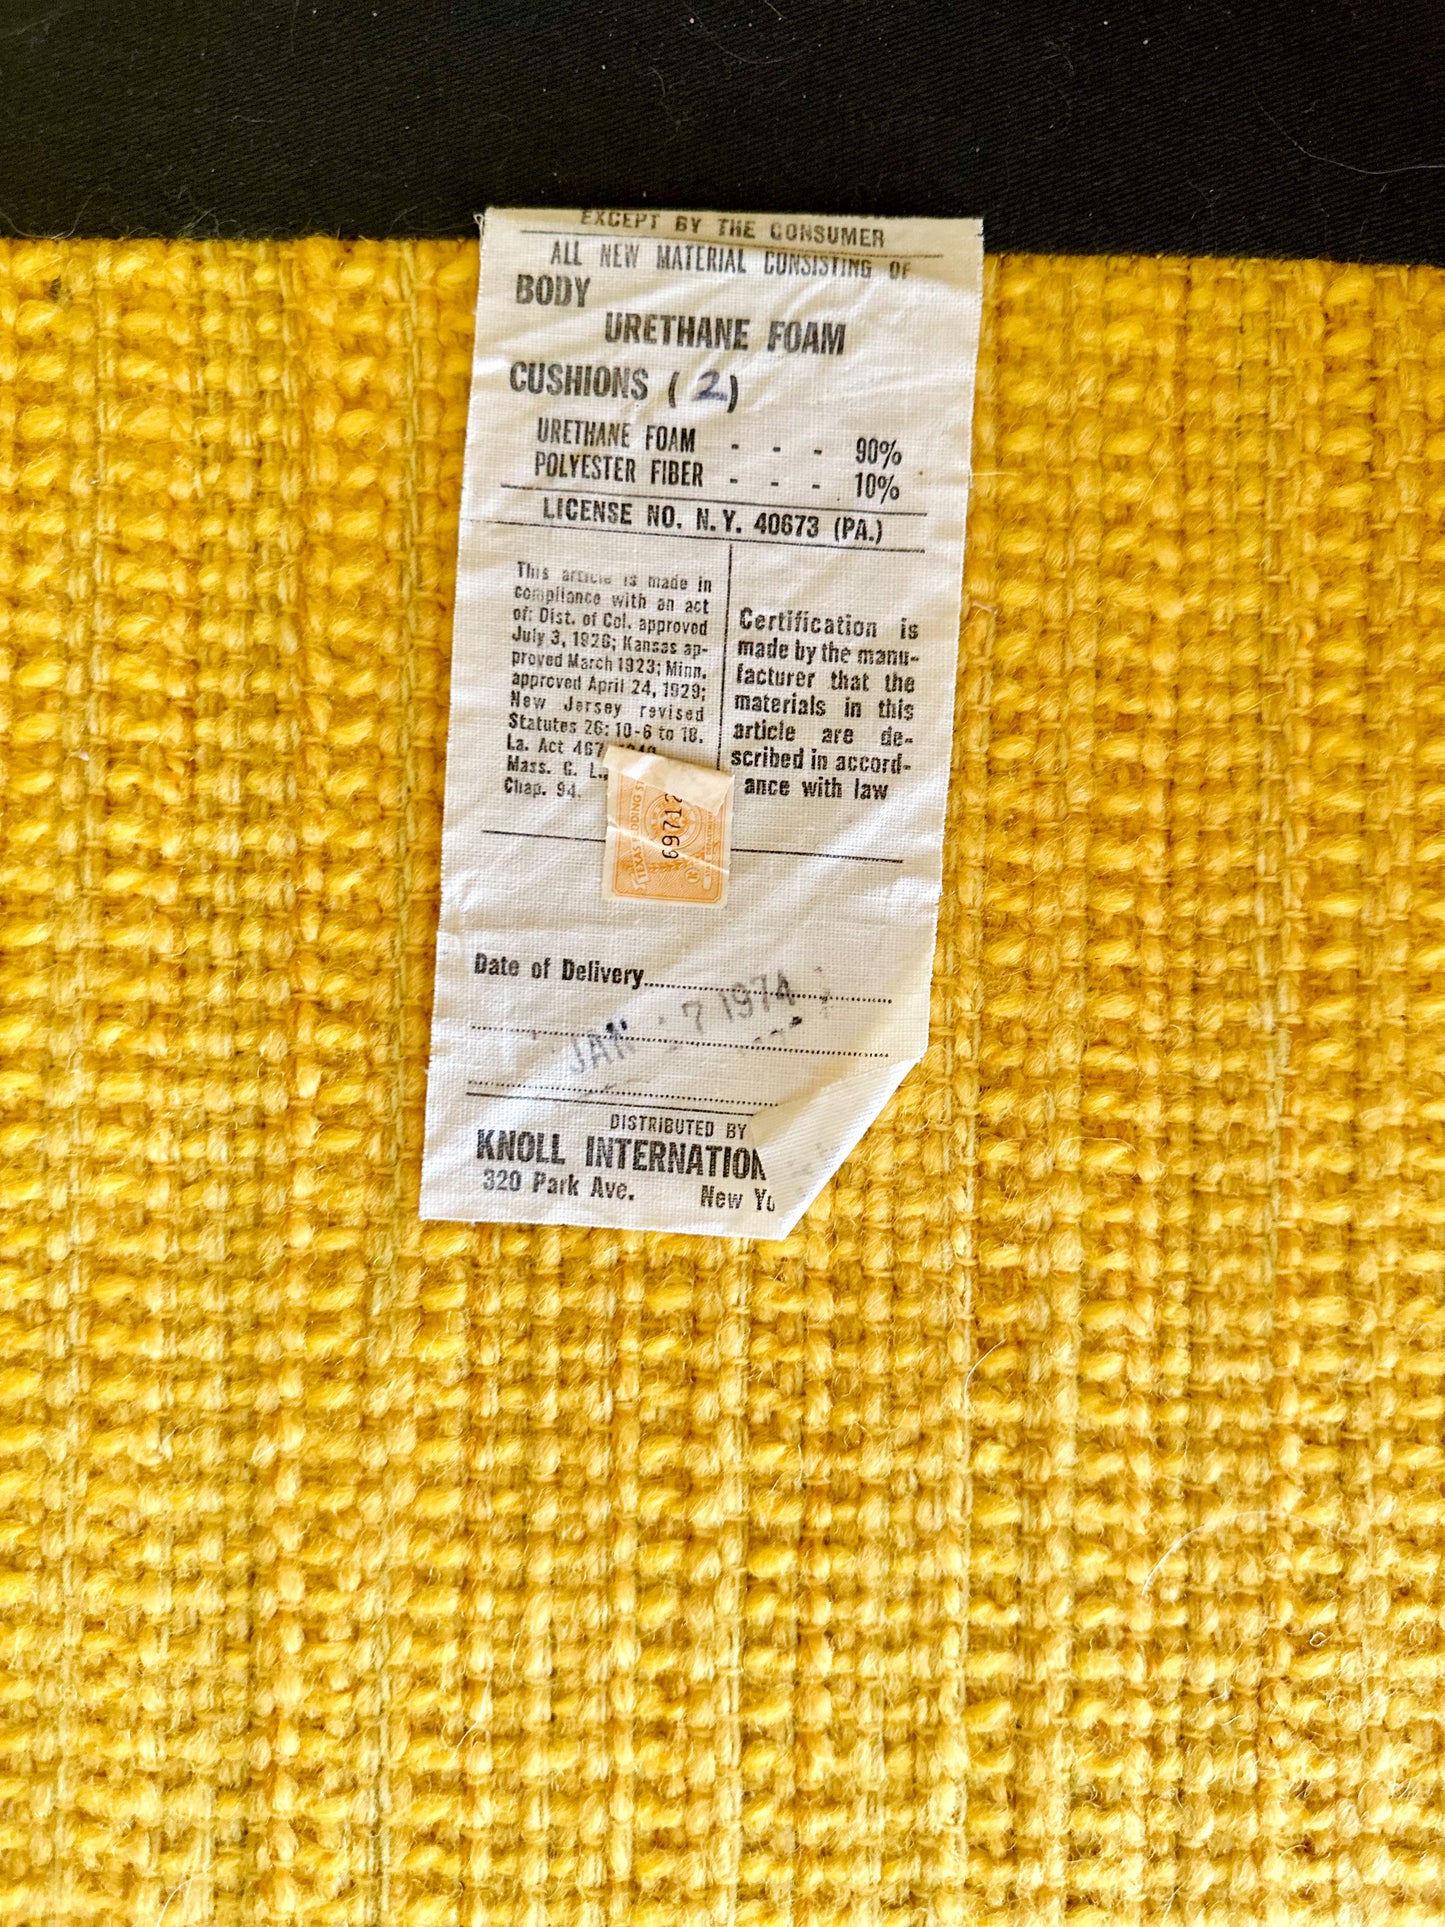 EXCEPT BY THE CONSUMER
ALL NEW MATERIAL CONSISTING OF
BODY
URETHANE FOAM
CUSHIONS ( 2 )
URETHANE FOAM - - - 90%
POLYESTER FIBER - - - 10%
LICENSE NO. N.Y. 40673 (PA.)
This article is made in
compliance with an act
of: Dist. of Col. approved
July 3, 1926; Kansas ap-
proved March 1923; Minn.
approved April 24, 1929;
New Jersey revised
Statutes 26: 10-6 to 18.
La. Act 467
Mass. G. L.,
Chap. 94.
Certification is
made by the manu-
facturer that the
materials in this
article are de-
scribed in accord-
ance with law
TEXAS
69712
Date of Delivery
JAN 7 1974
DISTRIBUTED BY
KNOLL INTERNATION
320 Park Ave. New Yo